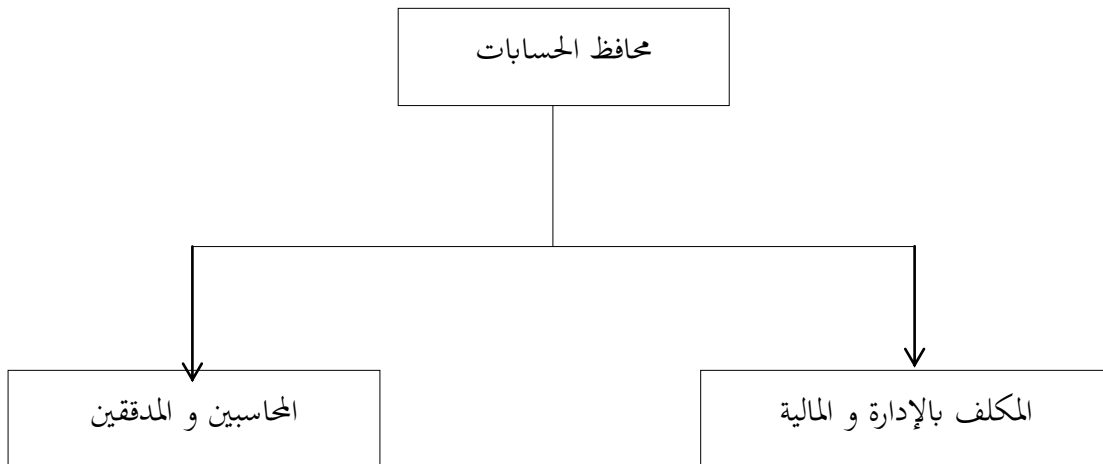 محافظ الحسابات
المكلف بالإدارة و المالية
المحاسبين و المدققين